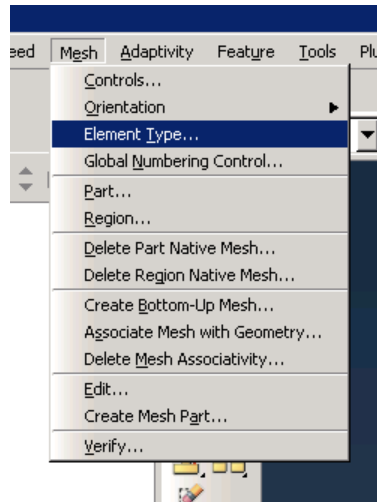 eed Mesh Adaptivity Feature Tools Plu
Controls...
Orientation
Element Type...
Global Numbering Control...
Part...
Region...
Delete Part Native Mesh...
Delete Region Native Mesh...
Create Bottom-Up Mesh...
Associate Mesh with Geometry...
Delete Mesh Associativity...
Edit...
Create Mesh Part...
Verify...